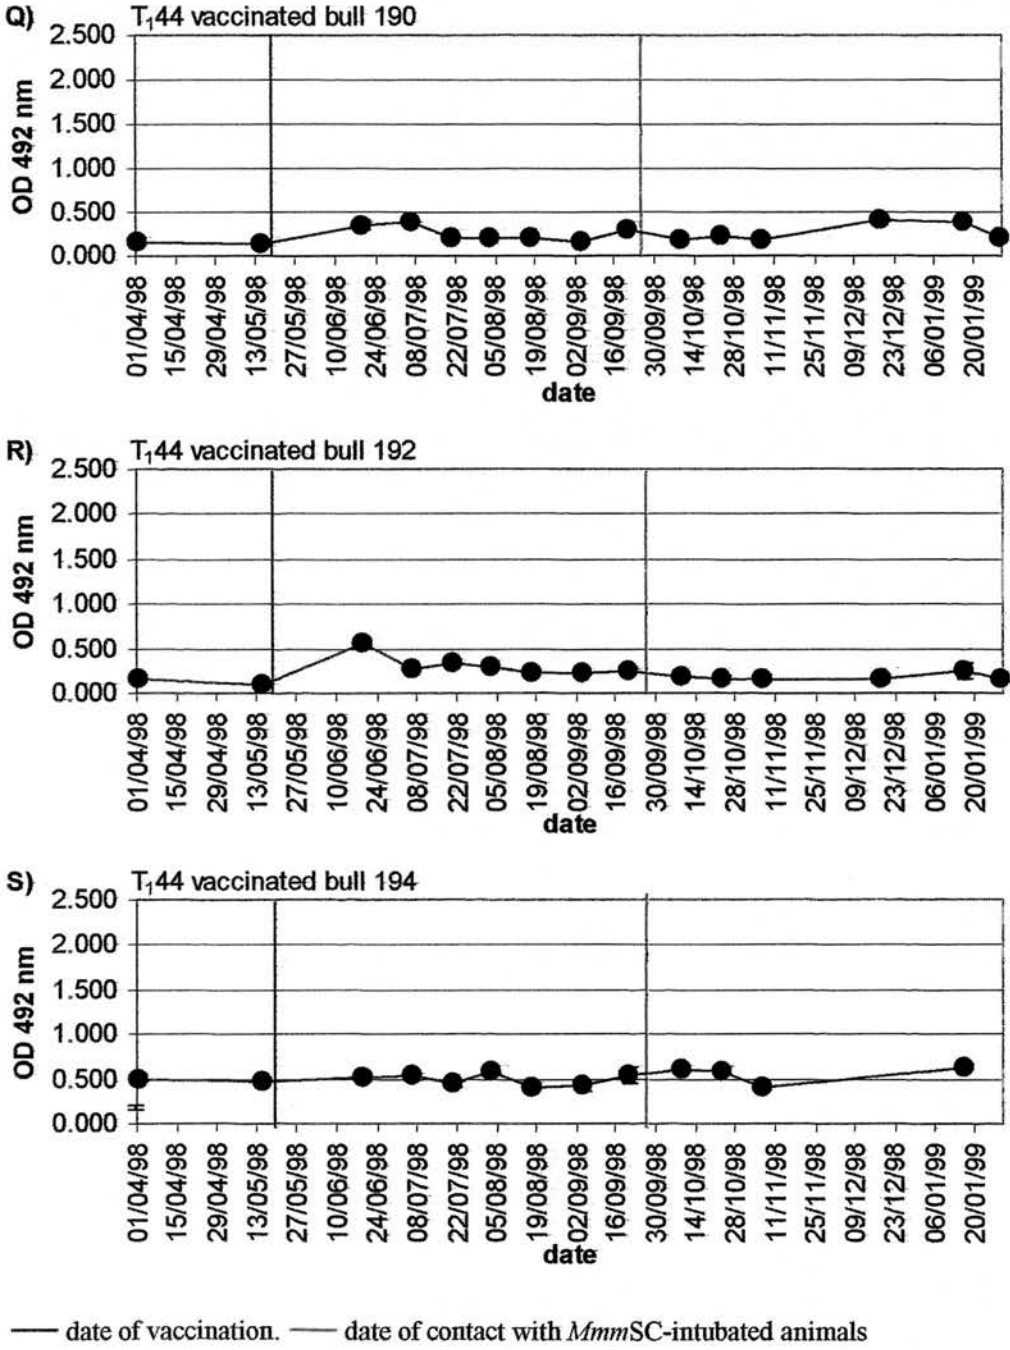 Q) T₁44 vaccinated bull 190
OD 492 nm
2.500
2.000
1.500
1.000
0.500
0.000
01/04/98 15/04/98 29/04/98 13/05/98 27/05/98 10/06/98 24/06/98 08/07/98 22/07/98 05/08/98 19/08/98 02/09/98 16/09/98 30/09/98 14/10/98 28/10/98 11/11/98 25/11/98 09/12/98 23/12/98 06/01/99 20/01/99
date
R) T₁44 vaccinated bull 192
OD 492 nm
2.500
2.000
1.500
1.000
0.500
0.000
01/04/98 15/04/98 29/04/98 13/05/98 27/05/98 10/06/98 24/06/98 08/07/98 22/07/98 05/08/98 19/08/98 02/09/98 16/09/98 30/09/98 14/10/98 28/10/98 11/11/98 25/11/98 09/12/98 23/12/98 06/01/99 20/01/99
date
S) T₁44 vaccinated bull 194
OD 492 nm
2.500
2.000
1.500
1.000
0.500
0.000
01/04/98 15/04/98 29/04/98 13/05/98 27/05/98 10/06/98 24/06/98 08/07/98 22/07/98 05/08/98 19/08/98 02/09/98 16/09/98 30/09/98 14/10/98 28/10/98 11/11/98 25/11/98 09/12/98 23/12/98 06/01/99 20/01/99
date
date of vaccination. date of contact with MmmSC-intubated animals